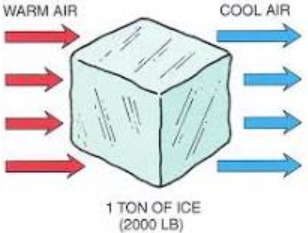 WARM AIR
COOL AIR
1 TON OF ICE
(2000 LB)